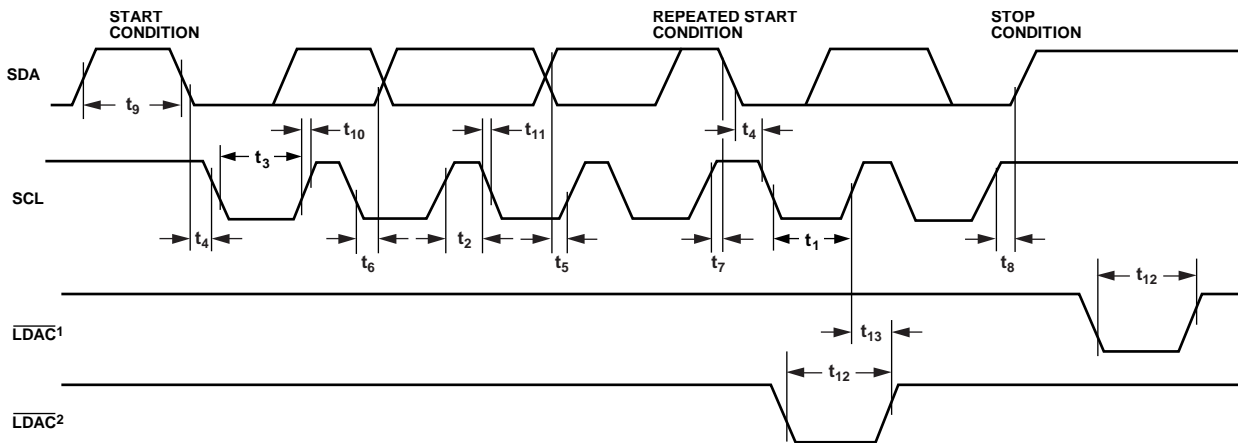 START
CONDITION
REPEATED START
CONDITION
STOP
CONDITION
SDA
t9
t10
t11
t4
t3
SCL
t4
t6
t2
t5
t7
t1
t8
t12
LDAC1
t13
t12
LDAC2